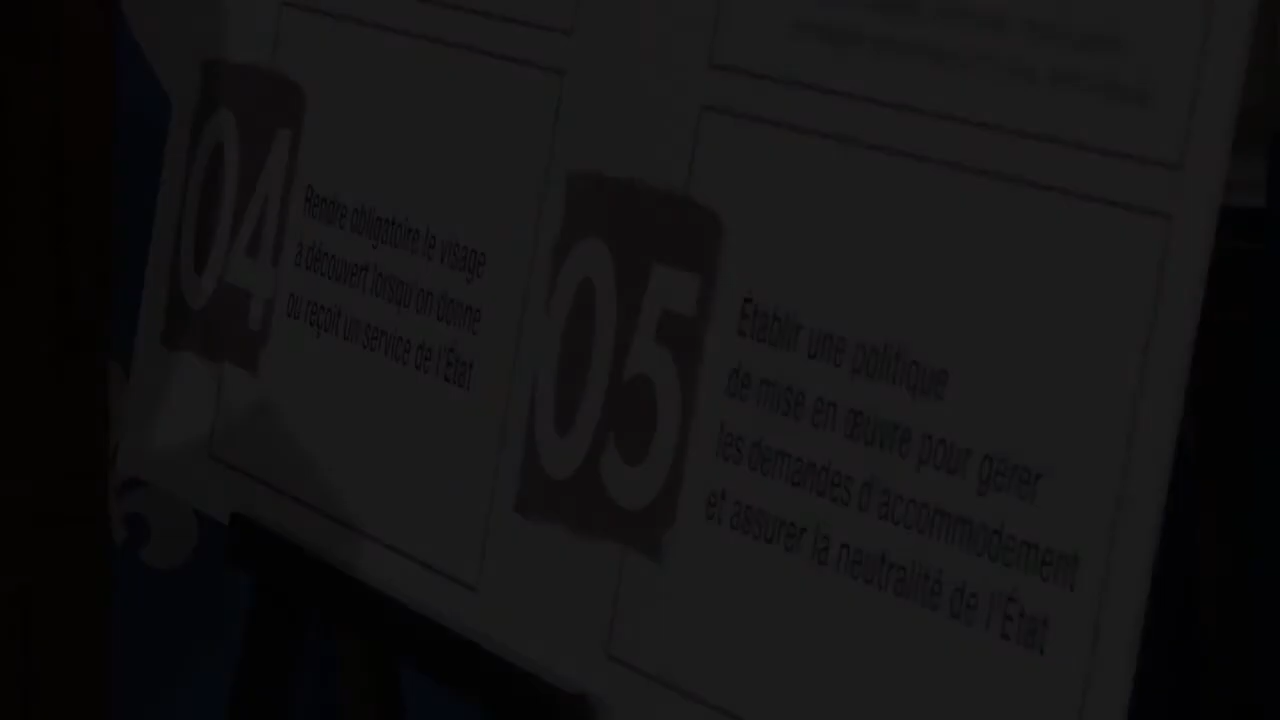 04
Rendre obligatoire le visage
à découvert lorsqu'on donne
ou reçoit un service de l'État
05
Établir une politique
de mise en œuvre pour gérer
les demandes d'accommodement
et assurer la neutralité de l'État